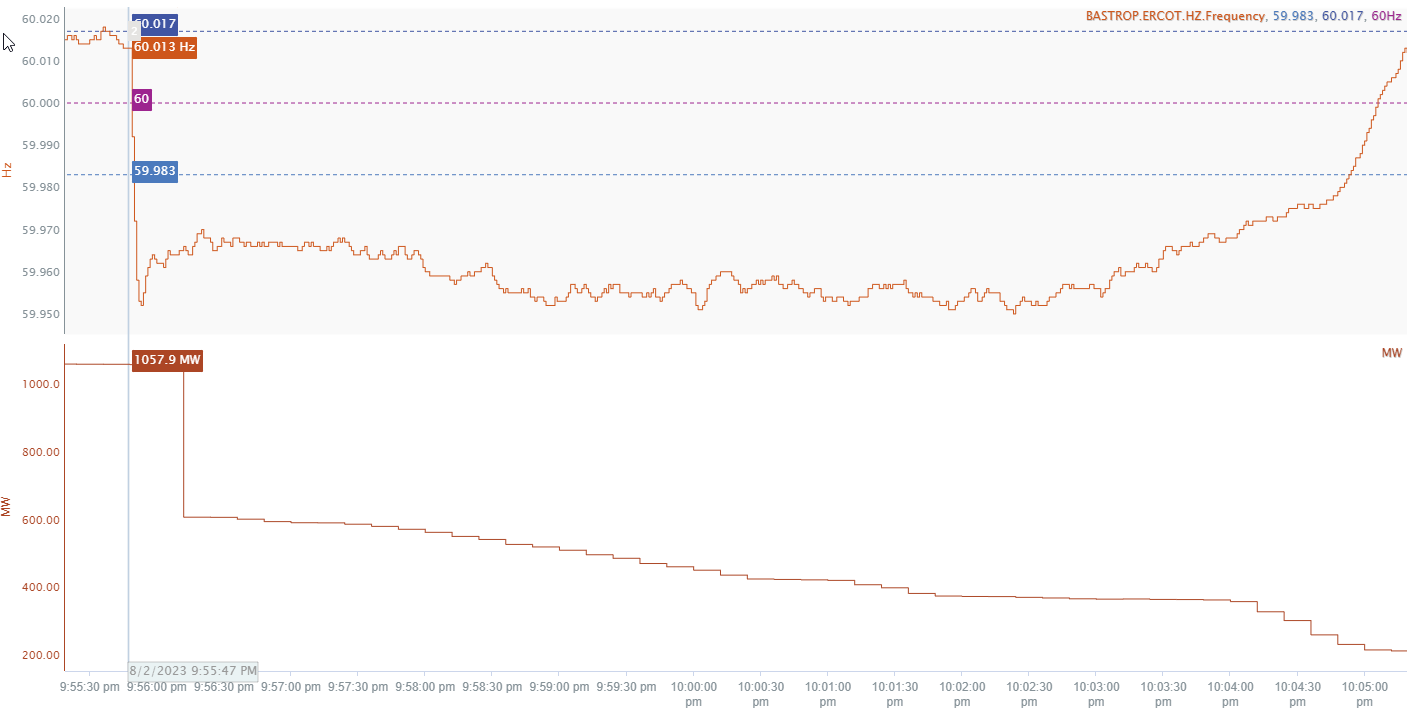 BASTROP.ERCOT.HZ.Frequency, 59.983, 60.017, 60Hz
60.020
60.017
2
60.013 Hz
60.010
60.000
60
59.990
59.983
59.980
Hz
59.970
59.960
59.950
1057.9 MW
MW
1000.0
800.00
600.00
MW
400.00
200.00
8/2/2023 9:55:47 PM
9:55:30 pm 9:56:00 pm 9:56:30 pm 9:57:00 pm 9:57:30 pm 9:58:00 pm 9:58:30 pm 9:59:00 pm 9:59:30 pm 10:00:00 10:00:30 10:01:00 10:01:30 10:02:00 10:02:30 10:03:00 10:03:30 10:04:00 10:04:30 10:05:00
pm pm pm pm pm pm pm pm pm pm pm